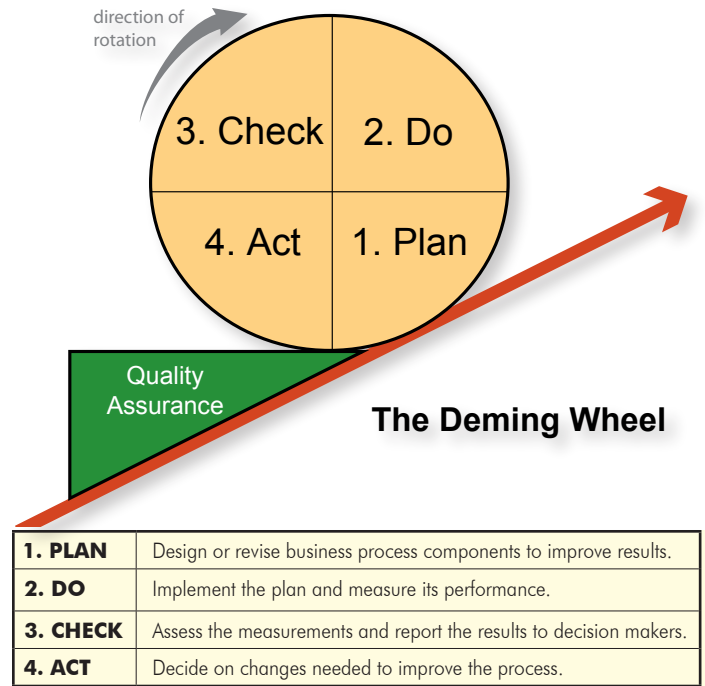 direction of
rotation
3. Check
2. Do
4. Act
1. Plan
Quality
Assurance
The Deming Wheel
1. PLAN Design or revise business process components to improve results.
2. DO Implement the plan and measure its performance.
3. CHECK Assess the measurements and report the results to decision makers.
4. ACT Decide on changes needed to improve the process.